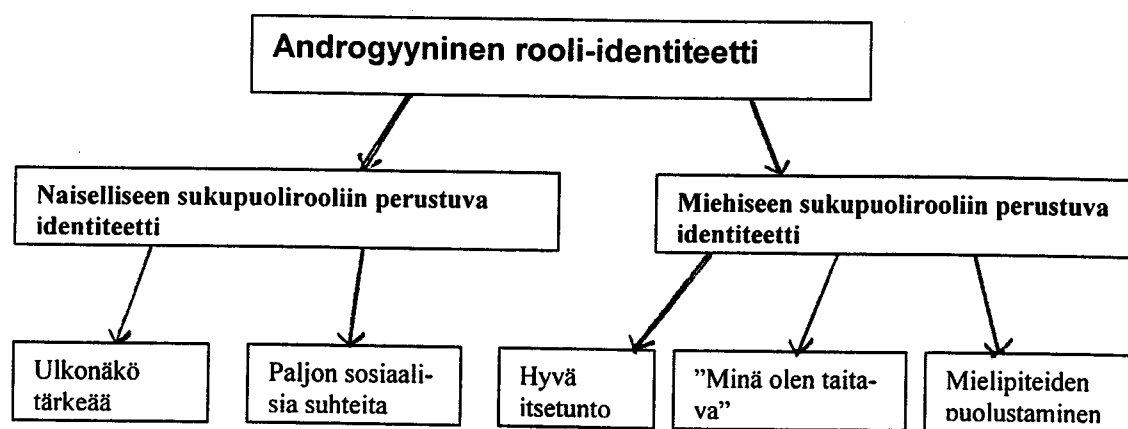 Androgyyninen rooli-identiteetti
Naiselliseen sukupuolirooliin perustuva
identiteetti
Miehiseen sukupuolirooliin perustuva
identiteetti
Ulkonäkö
tärkeää
Paljon sosiaali-
sia suhteita
Hyvä
itsetunto
”Minä olen taita-
va”
Mielipiteiden
puolustaminen